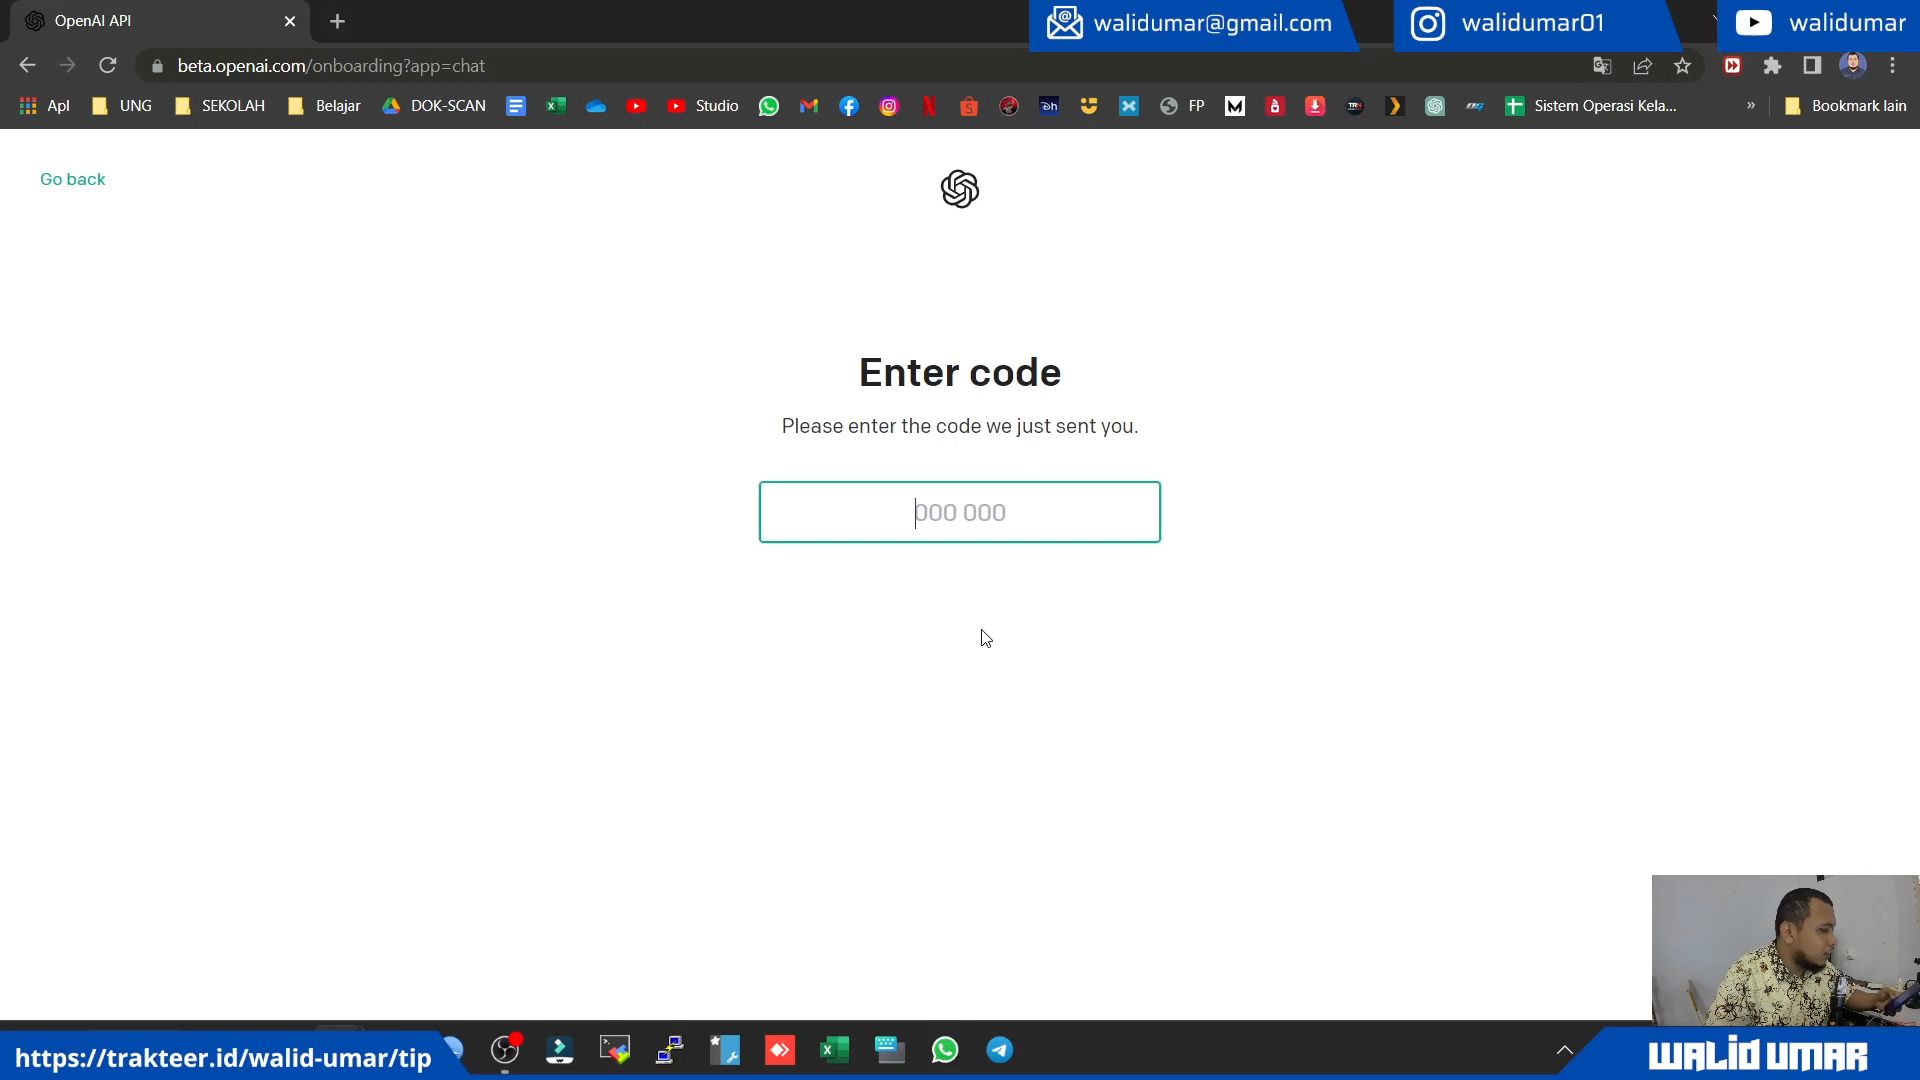 OpenAI API
walidumar@gmail.com
walidumar01
walidumar
beta.openai.com/onboarding?app=chat
Apl
UNG
SEKOLAH
Belajar
DOK-SCAN
Studio
FP
Sistem Operasi Kela...
»
Bookmark lain
Go back
Enter code
Please enter the code we just sent you.
000 000
https://trakteer.id/walid-umar/tip
WALID UMAR